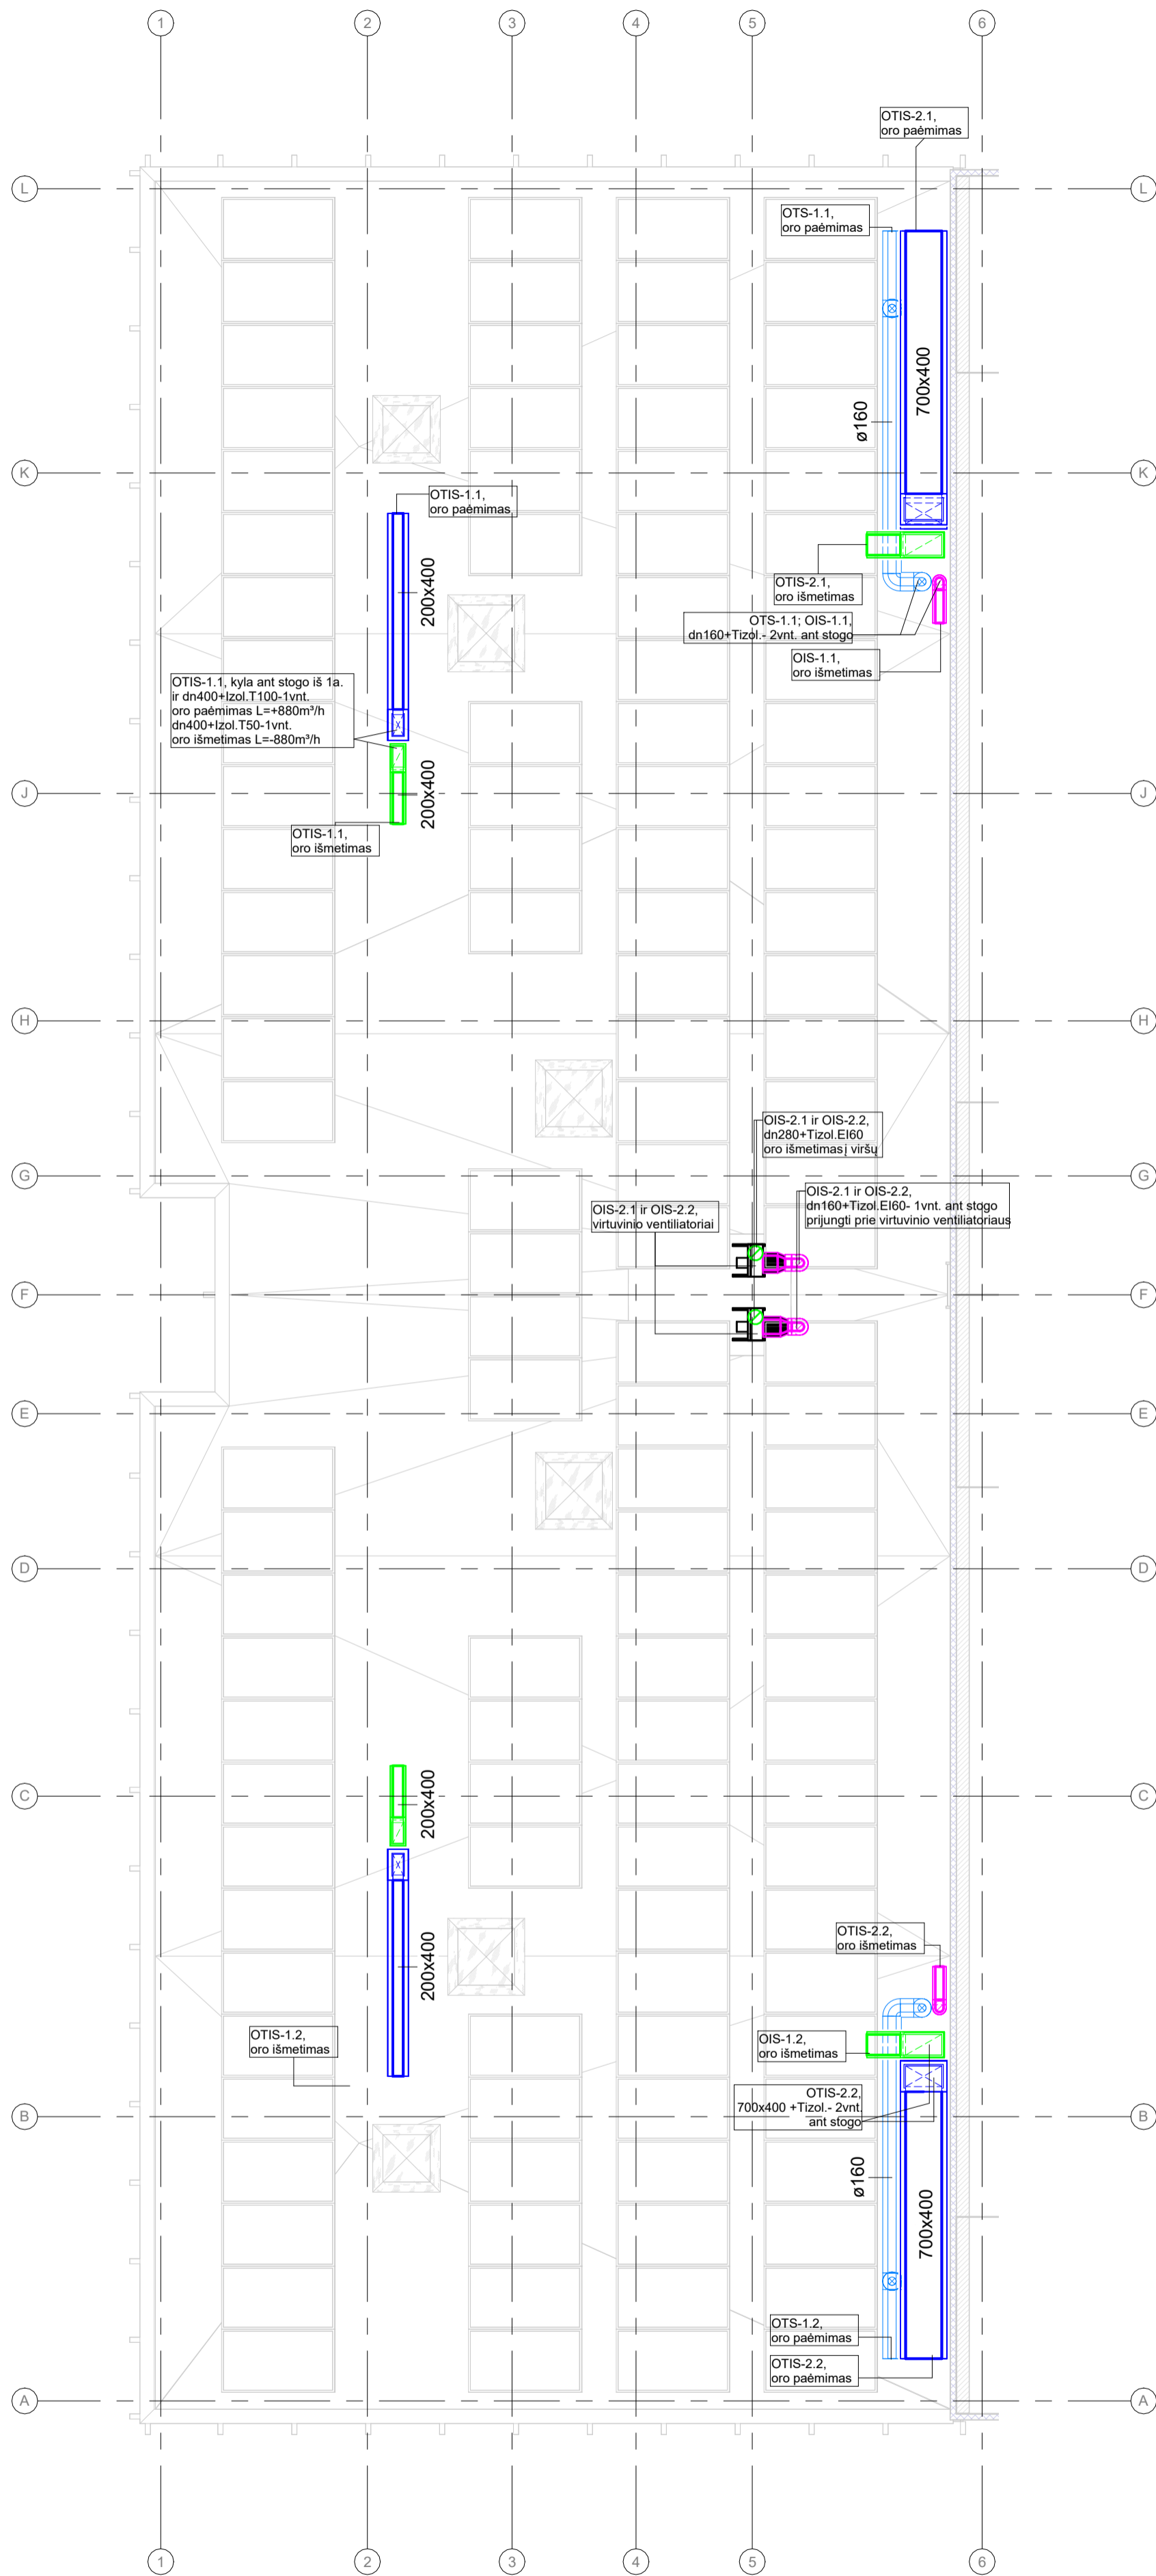 1 2 3 4 5 6
OTIS-2.1,
oro paėmimas
L L
OTS-1.1,
oro paėmimas
700x400
ø160
K K
OTIS-1.1,
oro paėmimas
200x400
OTIS-2.1,
oro išmetimas
OTS-1.1; OIS-1.1,
dn160+Tizol.- 2vnt. ant stogo
OIS-1.1,
oro išmetimas
OTIS-1.1, kyla ant stogo iš 1a.
ir dn400+Izol.T100-1vnt.
oro paėmimas L=+880m³/h
dn400+Izol.T50-1vnt.
oro išmetimas L=-880m³/h
J J
200x400
OTIS-1.1,
oro išmetimas
H H
OIS-2.1 ir OIS-2.2,
dn280+Tizol.EI60
oro išmetimas į viršų
G G
OIS-2.1 ir OIS-2.2,
dn160+Tizol.EI60- 1vnt. ant stogo
prijungti prie virtuvinio ventiliatoriaus
OIS-2.1 ir OIS-2.2,
virtuvinio ventiliatoriai
F F
E E
D D
C C
200x400
200x400
OTIS-2.2,
oro išmetimas
OTIS-1.2,
oro išmetimas
OIS-1.2,
oro išmetimas
OTIS-2.2,
700x400 +Tizol.- 2vnt.
ant stogo
B B
ø160
700x400
OTS-1.2,
oro paėmimas
OTIS-2.2,
oro paėmimas
A A
1 2 3 4 5 6